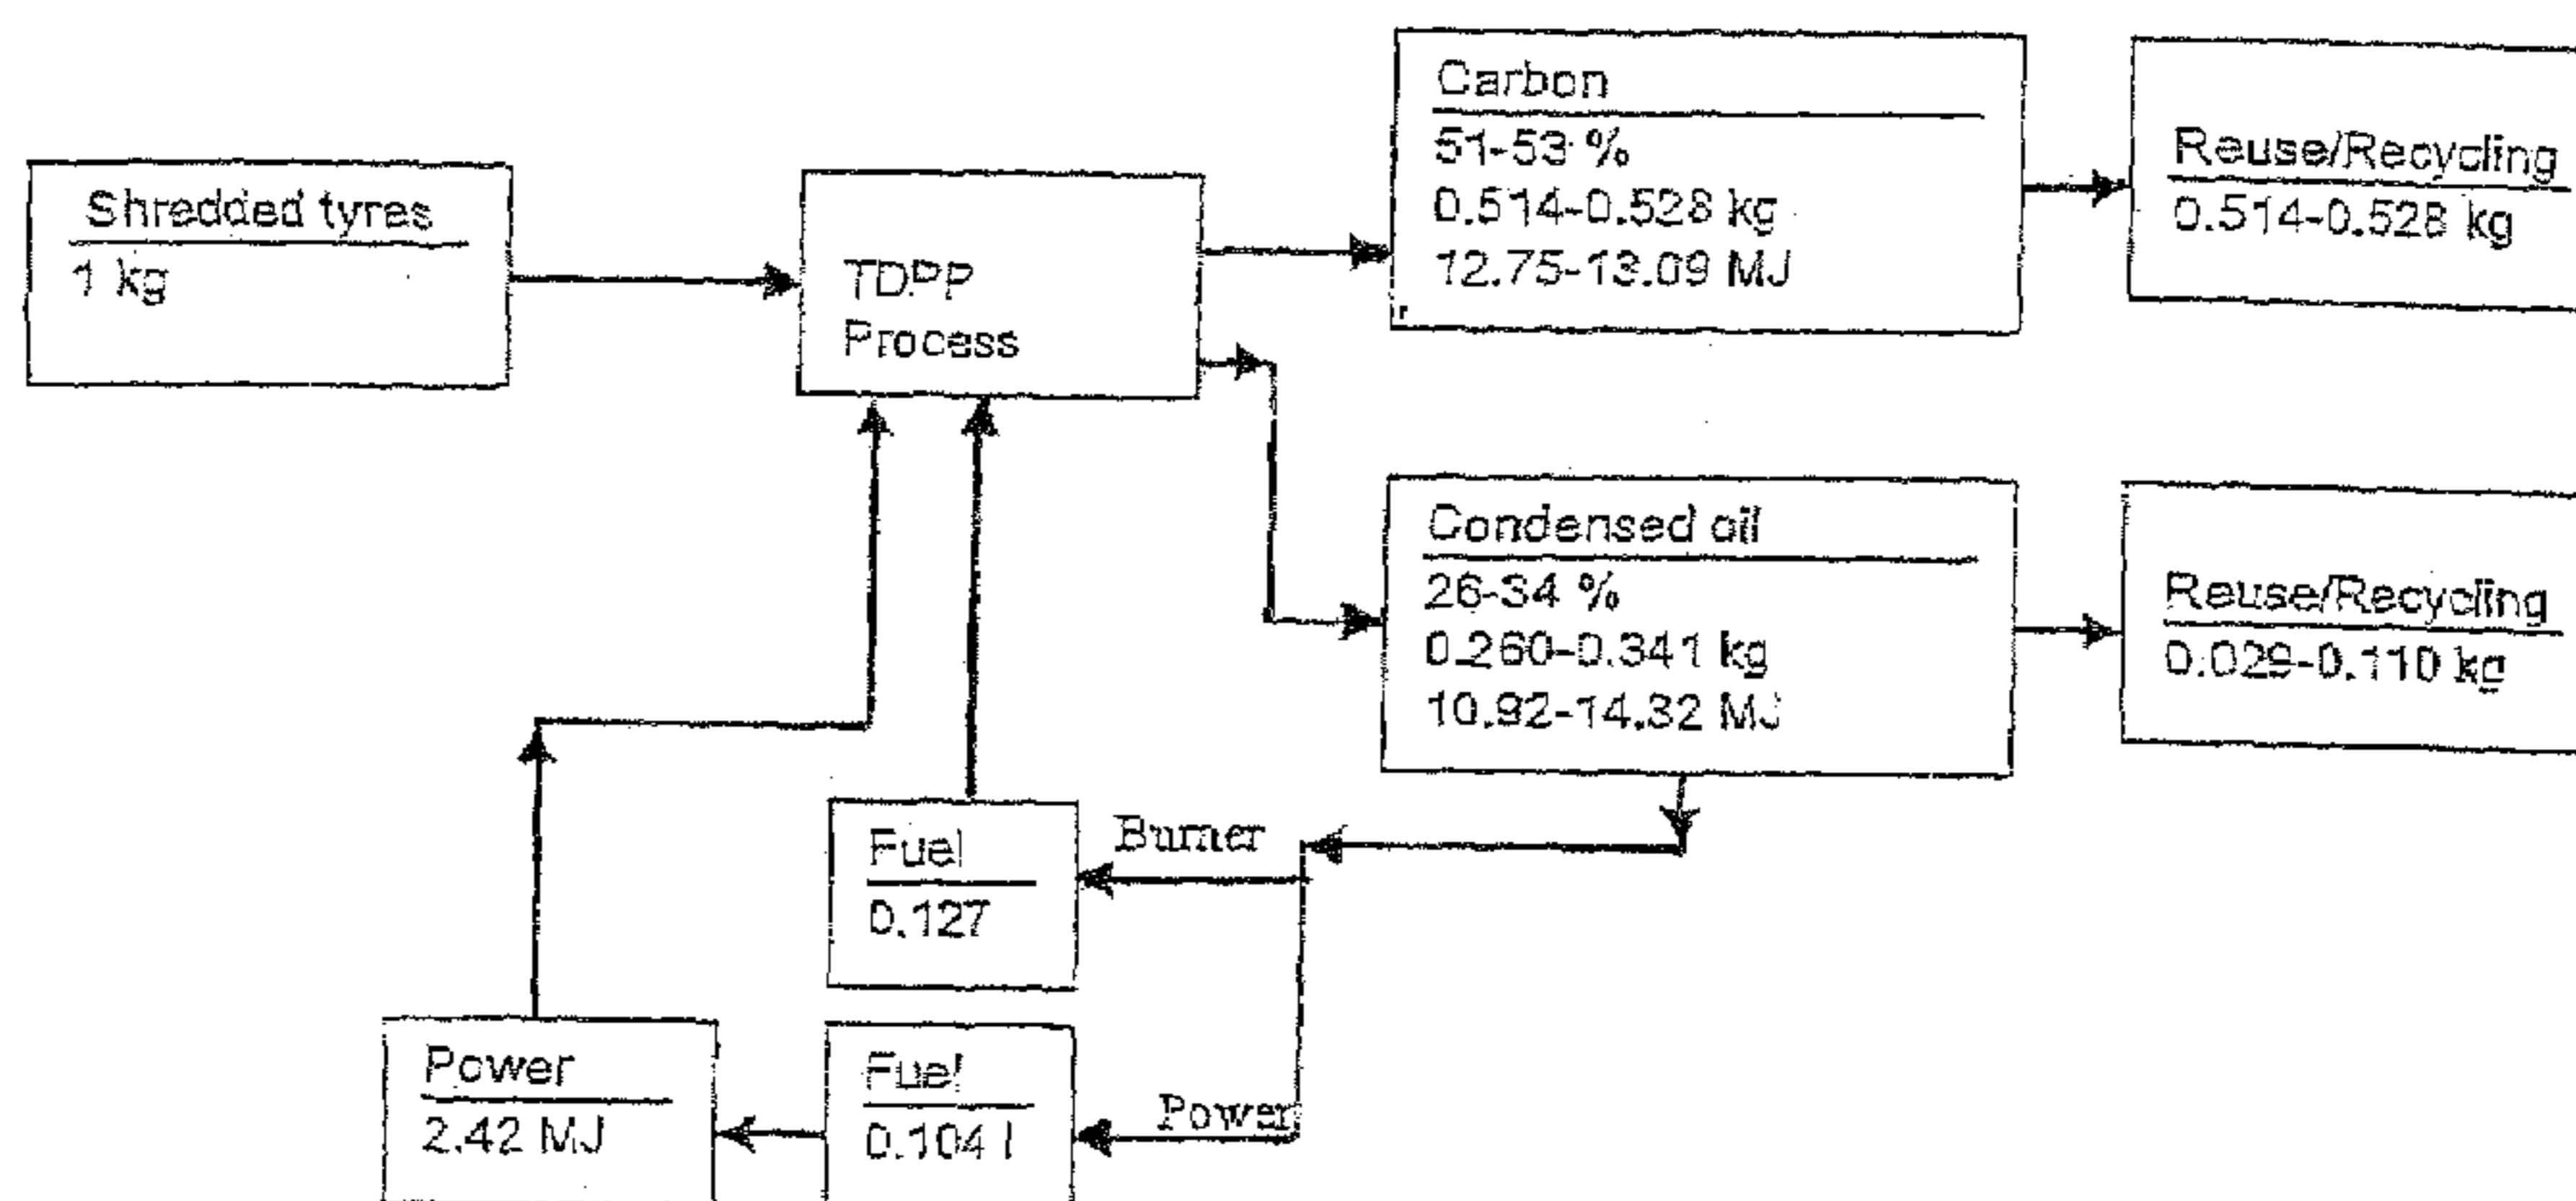 Shredded tyres
1 kg
TDPP
Process
Carbon
51-53 %
0.514-0.528 kg
12.75-13.09 MJ
Reuse/Recycling
0.514-0.528 kg
Condensed oil
26-34 %
0.260-0.341 kg
10.92-14.32 MJ
Reuse/Recycling
0.029-0.110 kg
Burner
Fuel
0.127
Power
Fuel
0.104 l
Power
2.42 MJ